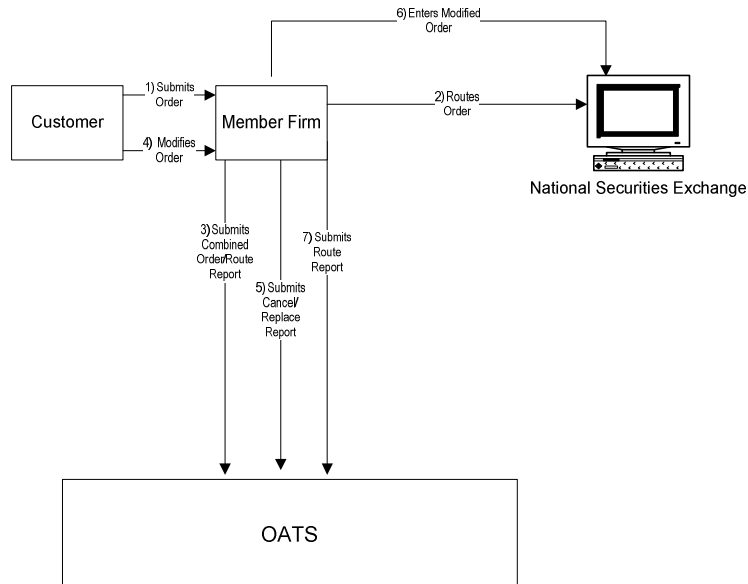 6) Enters Modified
Order
1) Submits
Order
Customer
Member Firm
2) Routes
Order
4) Modifies
Order
National Securities Exchange
3) Submits
Combined
Order/Route
Report
7) Submits
Route
Report
5) Submits
Cancel/
Replace
Report
OATS